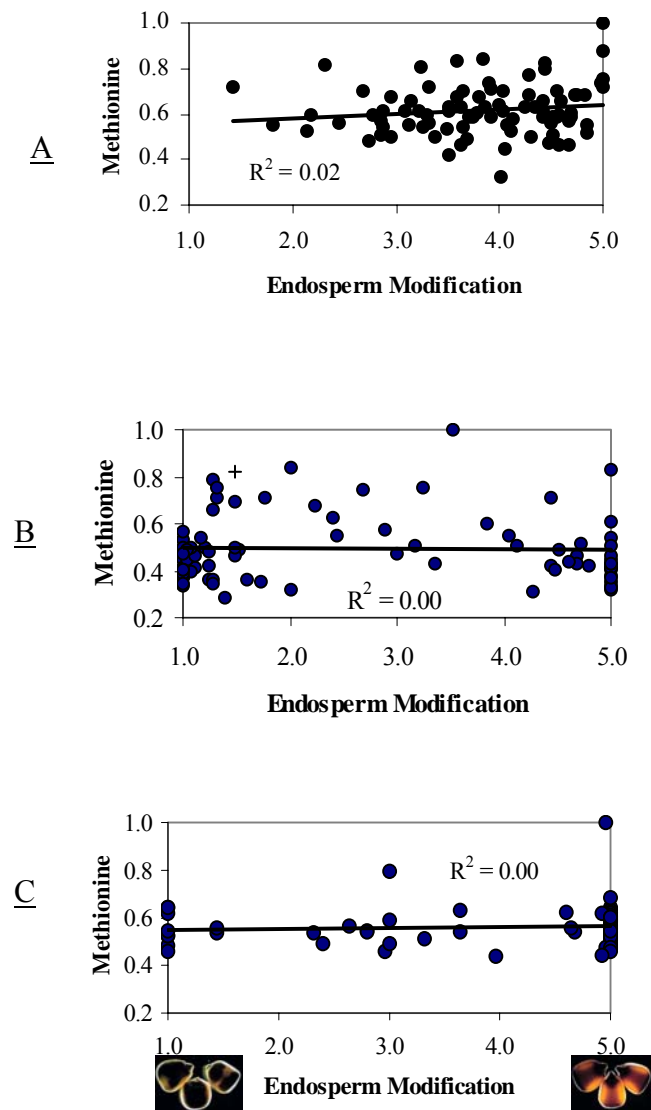 A
Methionine
1.0
0.8
0.6
0.4
0.2
R² = 0.02
1.0 2.0 3.0 4.0 5.0
Endosperm Modification
B
Methionine
1.0
0.8
0.6
0.4
0.2
R² = 0.00
1.0 2.0 3.0 4.0 5.0
Endosperm Modification
C
Methionine
1.0
0.8
0.6
0.4
0.2
R² = 0.00
1.0 2.0 3.0 4.0 5.0
Endosperm Modification